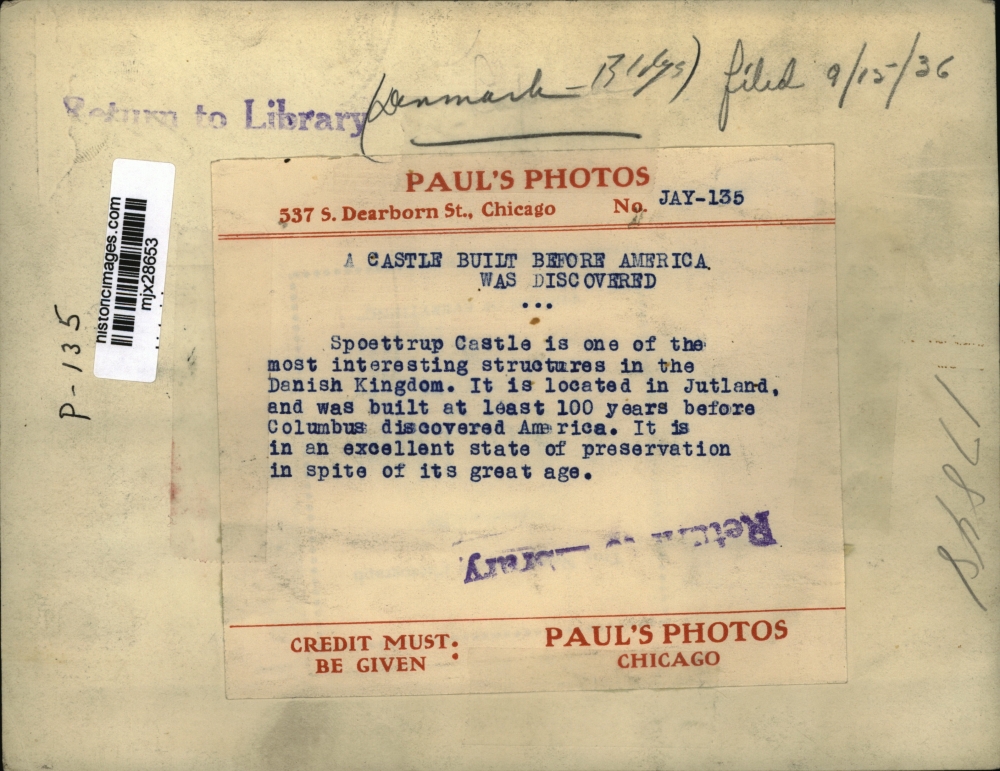 Return to Library
(Denmark - Bldgs) filed 9/15/36
PAUL'S PHOTOS
537 S. Dearborn St., Chicago No. JAY-135
A CASTLE BUILT BEFORE AMERICA
WAS DISCOVERED
...
Spoettrup Castle is one of the
most interesting structures in the
Danish Kingdom. It is located in Jutland,
and was built at least 100 years before
Columbus discovered America. It is
in an excellent state of preservation
in spite of its great age.
Return to Library.
CREDIT MUST:
BE GIVEN
PAUL'S PHOTOS
CHICAGO
historicimages.com
mjx28653
P-135